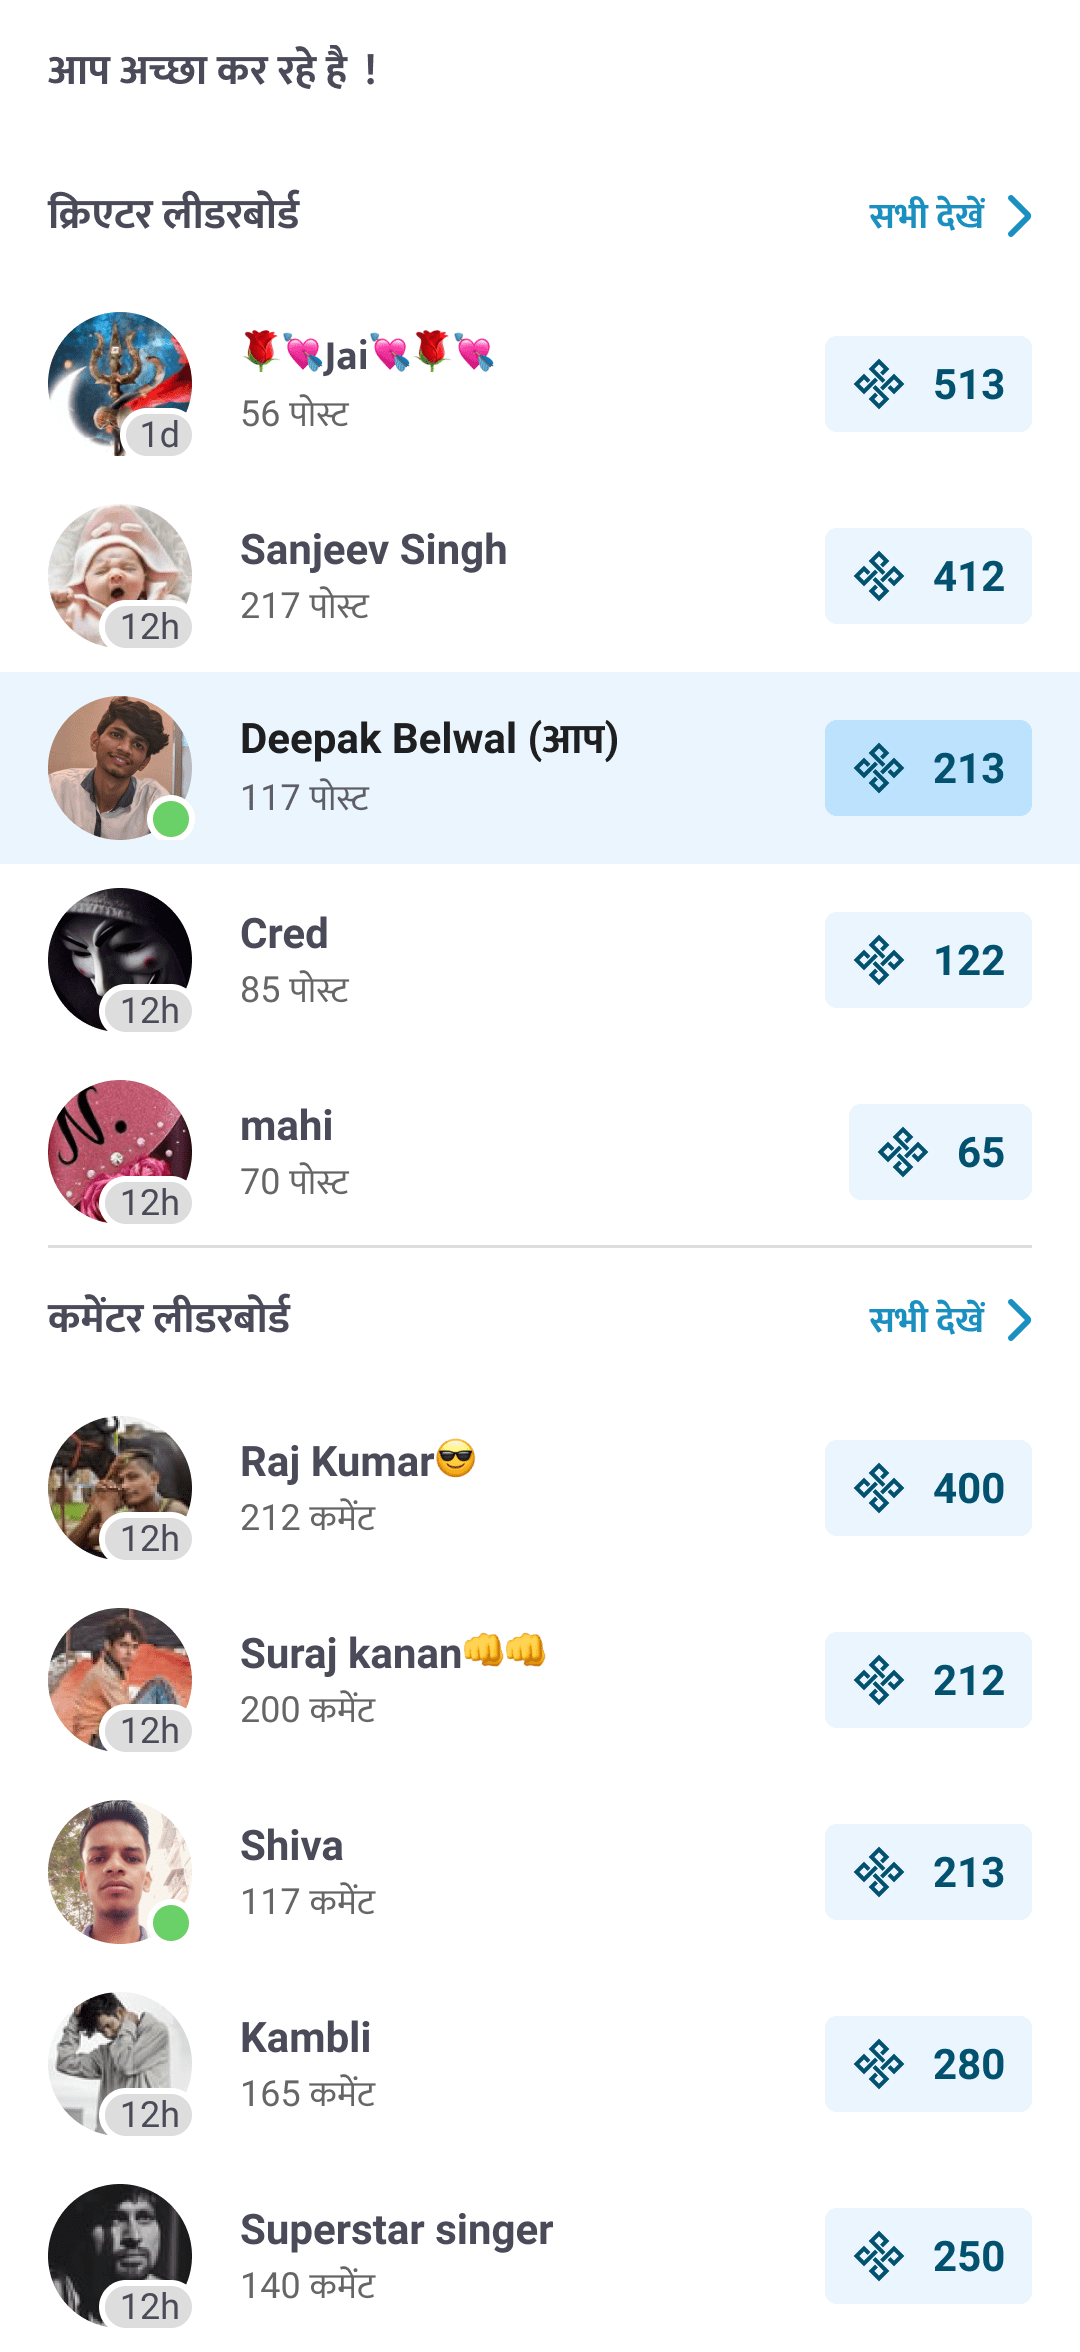 आप अच्छा कर रहे है !
क्रिएटर लीडरबोर्ड सभी देखें
🌹💘Jai💘🌹💘
513
56 पोस्ट
1d
Sanjeev Singh
412
217 पोस्ट
12h
Deepak Belwal (आप)
213
117 पोस्ट
Cred
122
85 पोस्ट
12h
mahi
65
70 पोस्ट
12h
N.
कमेंटर लीडरबोर्ड सभी देखें
Raj Kumar😎
400
212 कमेंट
12h
Suraj kanan👊👊
212
200 कमेंट
12h
Shiva
213
117 कमेंट
Kambli
280
165 कमेंट
12h
Superstar singer
250
140 कमेंट
12h